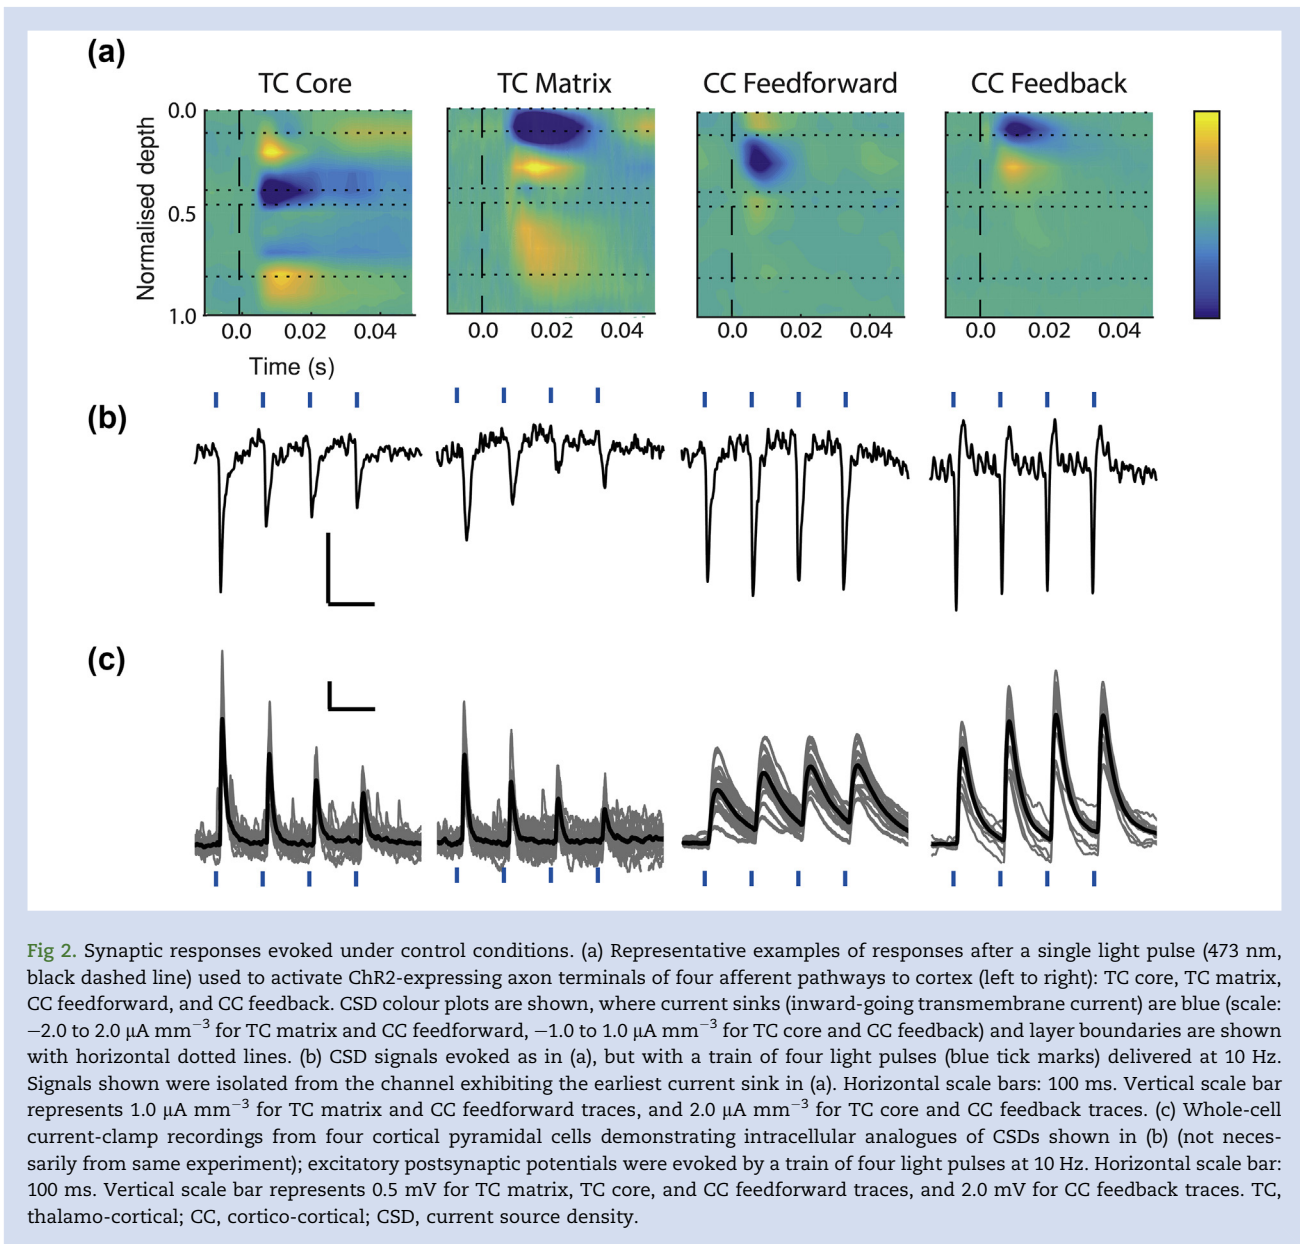 (a)
TC Core
TC Matrix
CC Feedforward
CC Feedback
Normalised depth
0.0
0.5
1.0
0.0 0.02 0.04
0.0 0.02 0.04
0.0 0.02 0.04
0.0 0.02 0.04
Time (s)
(b)
(c)
Fig 2. Synaptic responses evoked under control conditions. (a) Representative examples of responses after a single light pulse (473 nm,
black dashed line) used to activate ChR2-expressing axon terminals of four afferent pathways to cortex (left to right): TC core, TC matrix,
CC feedforward, and CC feedback. CSD colour plots are shown, where current sinks (inward-going transmembrane current) are blue (scale:
−2.0 to 2.0 μA mm⁻³ for TC matrix and CC feedforward, −1.0 to 1.0 μA mm⁻³ for TC core and CC feedback) and layer boundaries are shown
with horizontal dotted lines. (b) CSD signals evoked as in (a), but with a train of four light pulses (blue tick marks) delivered at 10 Hz.
Signals shown were isolated from the channel exhibiting the earliest current sink in (a). Horizontal scale bars: 100 ms. Vertical scale bar
represents 1.0 μA mm⁻³ for TC matrix and CC feedforward traces, and 2.0 μA mm⁻³ for TC core and CC feedback traces. (c) Whole-cell
current-clamp recordings from four cortical pyramidal cells demonstrating intracellular analogues of CSDs shown in (b) (not neces-
sarily from same experiment); excitatory postsynaptic potentials were evoked by a train of four light pulses at 10 Hz. Horizontal scale bar:
100 ms. Vertical scale bar represents 0.5 mV for TC matrix, TC core, and CC feedforward traces, and 2.0 mV for CC feedback traces. TC,
thalamo-cortical; CC, cortico-cortical; CSD, current source density.